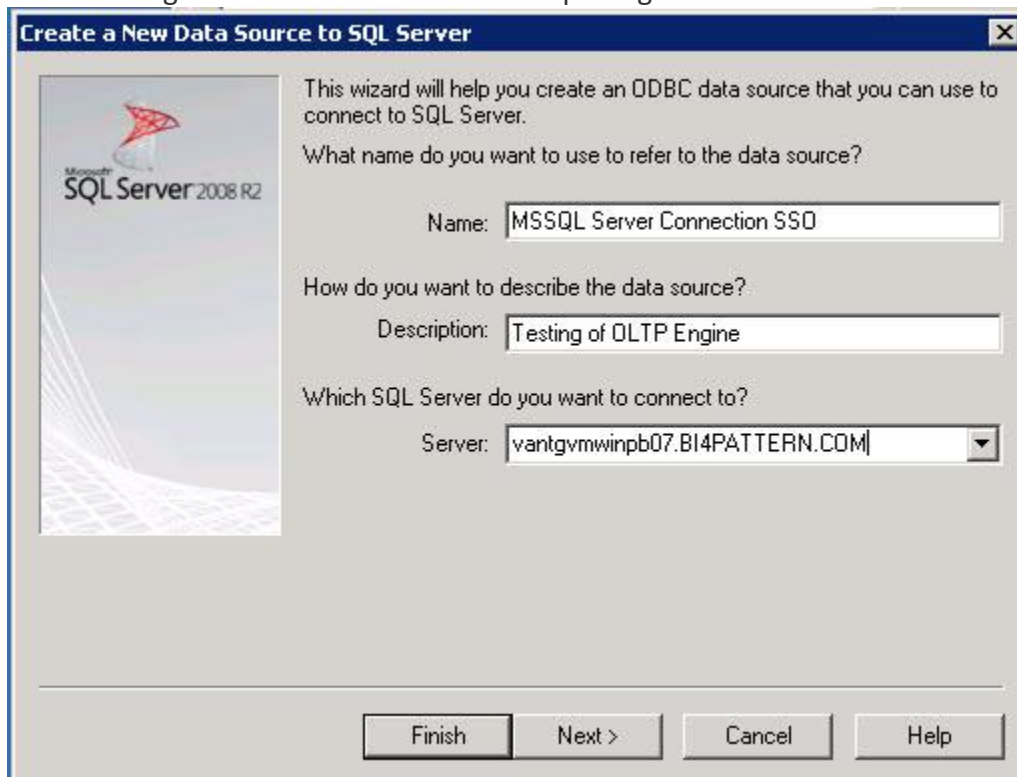 Create a New Data Source to SQL Server
This wizard will help you create an ODBC data source that you can use to
connect to SQL Server.
What name do you want to use to refer to the data source?
Microsoft
SQL Server 2008 R2
Name: MSSQL Server Connection SSO
How do you want to describe the data source?
Description: Testing of OLTP Engine
Which SQL Server do you want to connect to?
Server: vantgvmwinpb07.BI4PATTERN.COM
Finish Next > Cancel Help